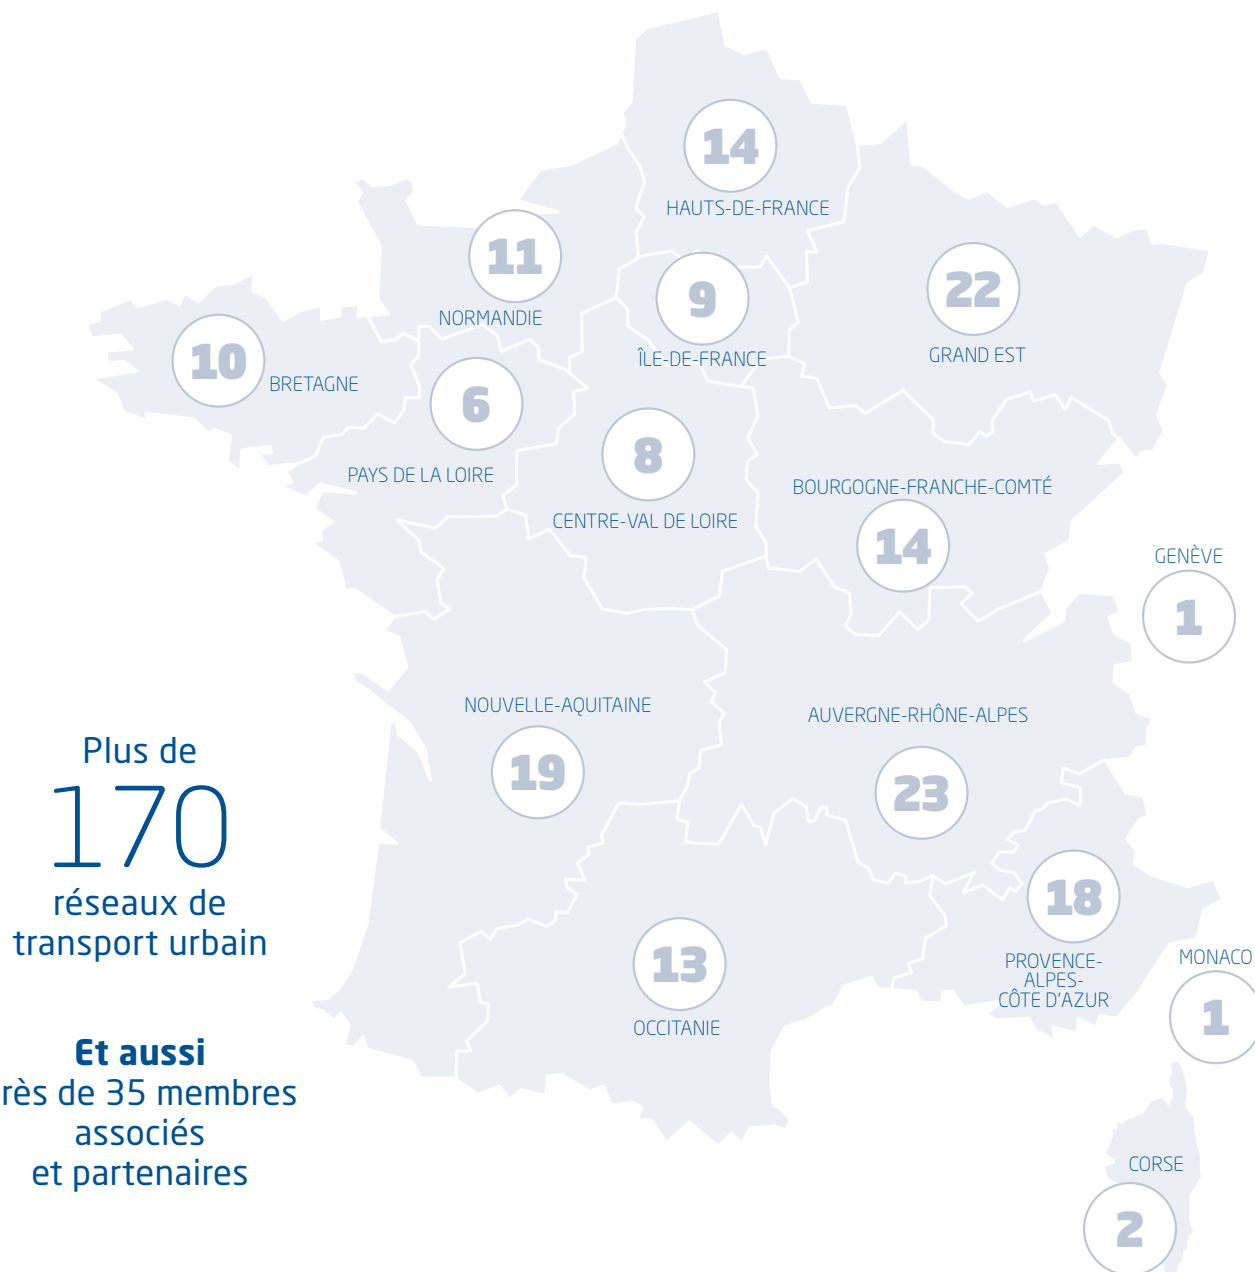 14
HAUTS-DE-FRANCE
11
NORMANDIE
9
ÎLE-DE-FRANCE
22
GRAND EST
10
BRETAGNE
6
PAYS DE LA LOIRE
8
CENTRE-VAL DE LOIRE
BOURGOGNE-FRANCHE-COMTÉ
14
GENÈVE
1
NOUVELLE-AQUITAINE
19
AUVERGNE-RHÔNE-ALPES
23
Plus de
170
réseaux de
transport urbain
18
PROVENCE-
ALPES-
CÔTE D'AZUR
13
OCCITANIE
MONACO
1
Et aussi
rès de 35 membres
associés
et partenaires
CORSE
2